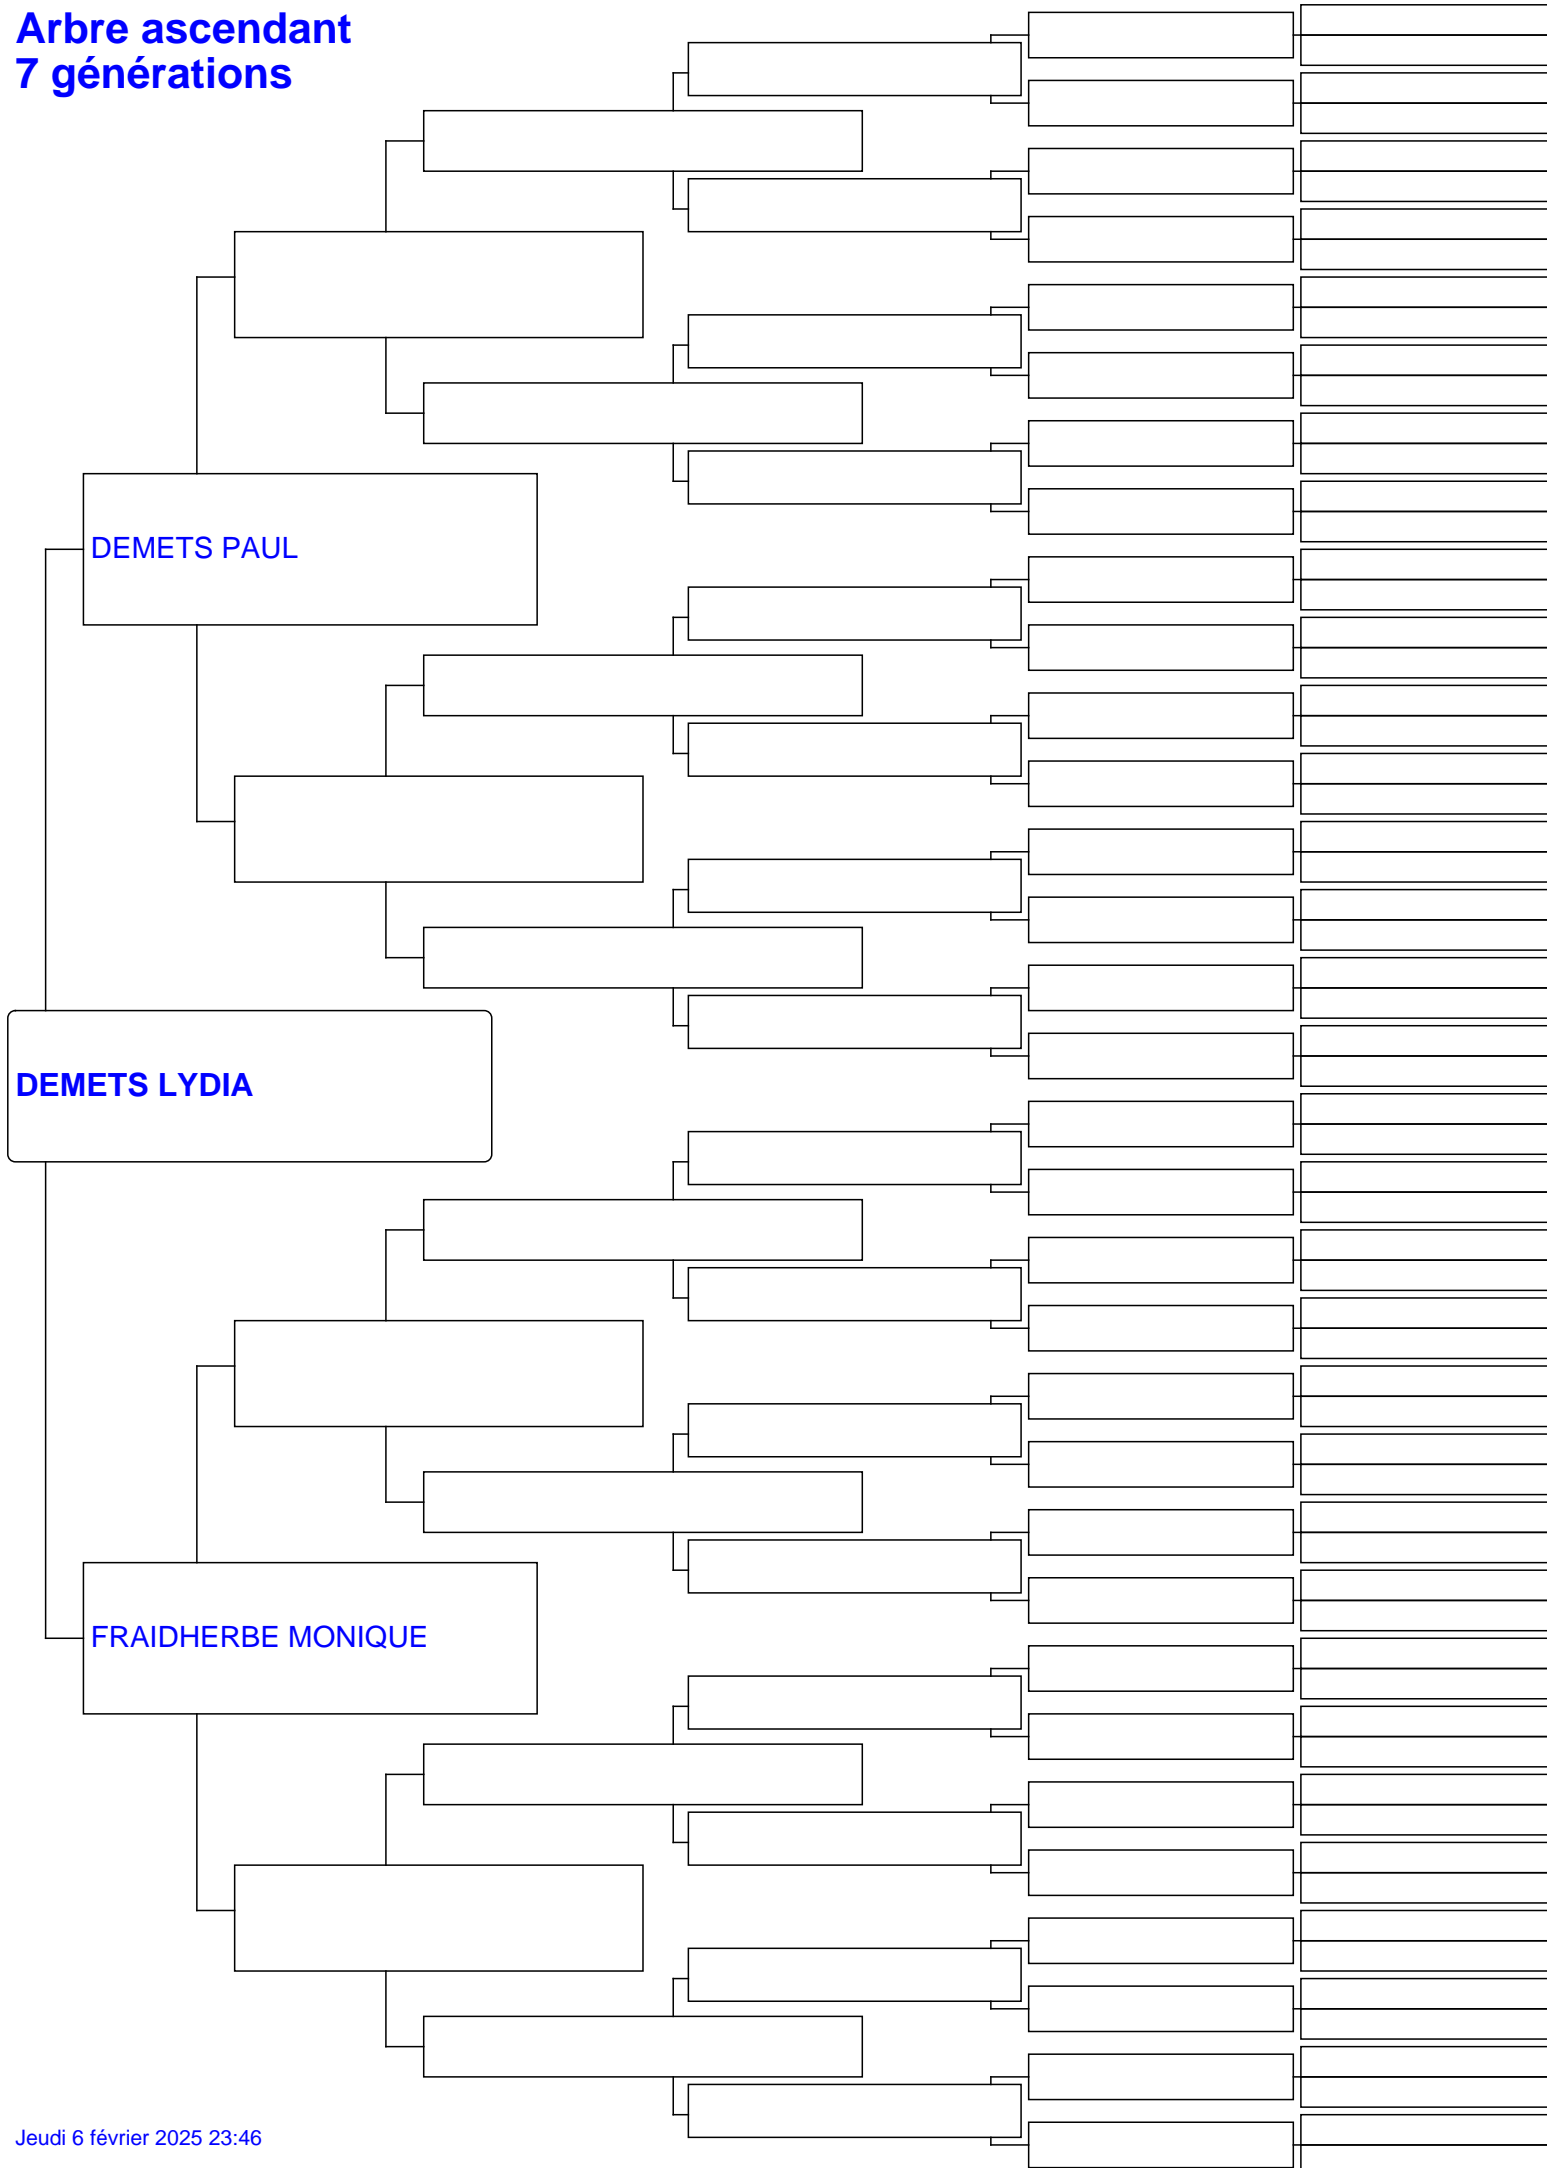 Arbre ascendant
7 générations
DEMETS PAUL
DEMETS LYDIA
FRAIDHERBE MONIQUE
Jeudi 6 février 2025 23:46